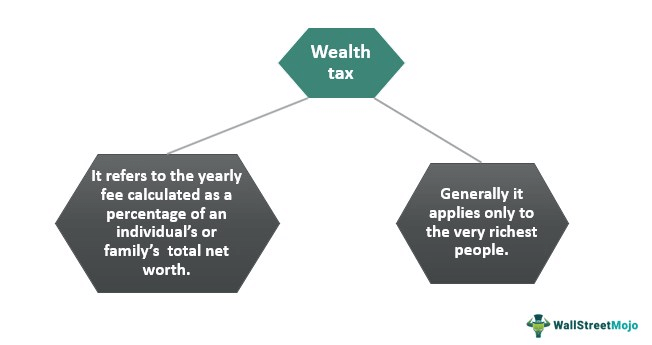 Wealth
tax
It refers to the yearly
fee calculated as a
percentage of an
individual’s or
family’s total net
worth.
Generally it
applies only to
the very richest
people.
WallStreetMojo